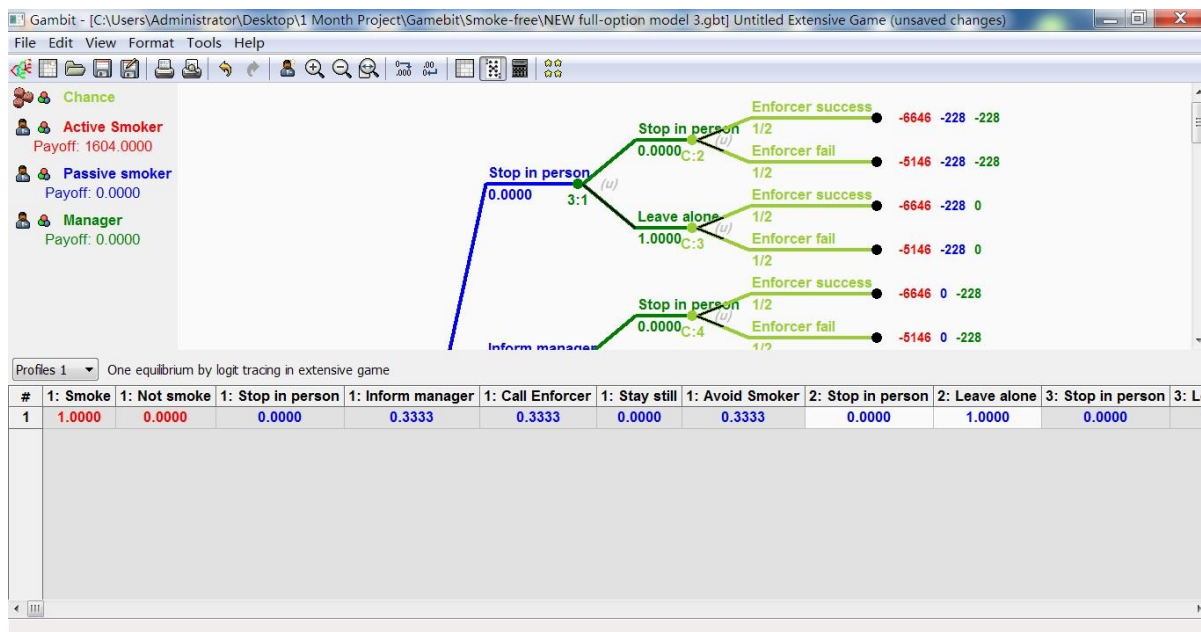 Gambit - [C:\Users\Administrator\Desktop\1 Month Project\Gamebit\Smoke-free\NEW full-option model 3.gbt] Untitled Extensive Game (unsaved changes)
File Edit View Format Tools Help
Chance
Active Smoker
Payoff: 1604.0000
Passive smoker
Payoff: 0.0000
Manager
Payoff: 0.0000
Stop in person
0.0000
3:1
(u)
Stop in person
0.0000
C:2
(u)
Enforcer success
1/2
-6646 -228 -228
Enforcer fail
1/2
-5146 -228 -228
Leave alone
1.0000
C:3
(u)
Enforcer success
1/2
-6646 -228 0
Enforcer fail
1/2
-5146 -228 0
Inform manager
Stop in person
0.0000
C:4
(u)
Enforcer success
1/2
-6646 0 -228
Enforcer fail
1/2
-5146 0 -228
Profiles 1 One equilibrium by logit tracing in extensive game
# 1: Smoke 1: Not smoke 1: Stop in person 1: Inform manager 1: Call Enforcer 1: Stay still 1: Avoid Smoker 2: Stop in person 2: Leave alone 3: Stop in person 3: L
1 1.0000 0.0000 0.0000 0.3333 0.3333 0.0000 0.3333 0.0000 1.0000 0.0000